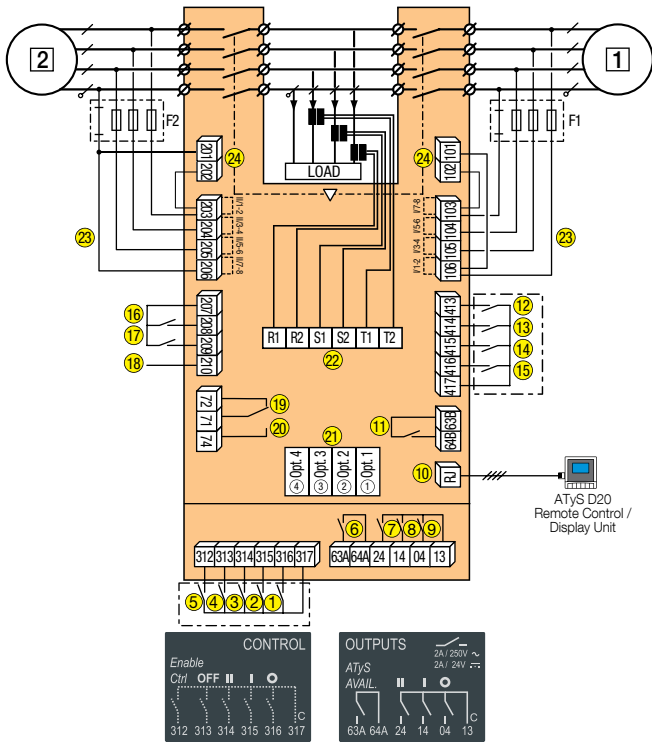 2
1
F2
F1
201
202
24
LOAD
24
101
102
203
204
205
206
II/1-2
II/3-4
II/5-6
II/7-8
I/7-8
I/5-6
I/3-4
I/1-2
103
104
105
106
23
23
16
17
18
207
208
209
210
R1 R2 S1 S2 T1 T2
22
413
414
415
416
417
12
13
14
15
72
71
74
19
20
21
Opt. 4 Opt. 3 Opt. 2 Opt. 1
4 3 2 1
11
63B
64B
10
RJ
ATyS D20
Remote Control /
Display Unit
6 7 8 9
312 313 314 315 316 317
63A 64A 24 14 04 13
5 4 3 2 1
CONTROL
Enable
Ctrl OFF II I O
C
312 313 314 315 316 317
OUTPUTS
2A / 250V ~
2A / 24V ⎓
ATyS
AVAIL. II I O
C
63A 64A 24 14 04 13